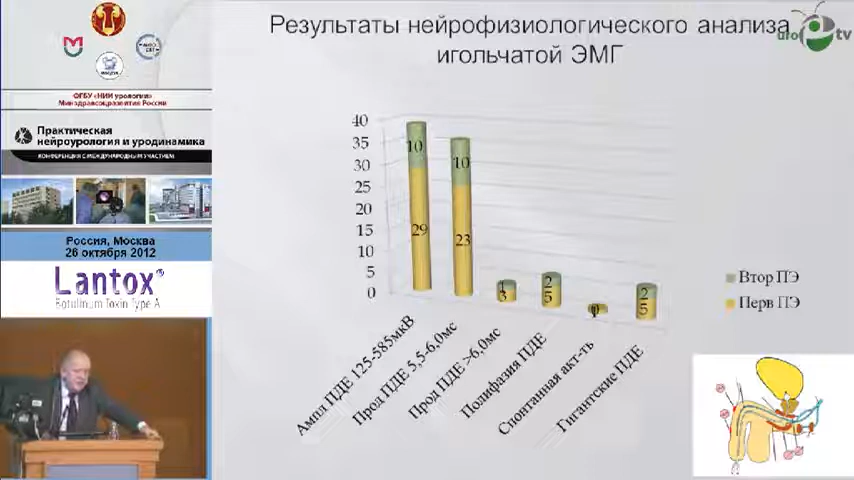 Результаты нейрофизиологического анализа
игольчатой ЭМГ
uro
tv
ФГБУ «НИИ урологии»
Минздравсоцразвития России
Практическая
нейроурология и уродинамика
КОНФЕРЕНЦИЯ С МЕЖДУНАРОДНЫМ УЧАСТИЕМ
Россия, Москва
26 октября 2012
Lantox®
Botulinum Toxin Type A
40
35
30
25
20
15
10
5
0
10
29
10
23
1
3
2
5
2
5
Ампл ПДЕ 125-585мкВ
Прод ПДЕ 5,5-6,0мс
Прод ПДЕ >6,0мс
Полифазия ПДЕ
Спонтанная акт-ть
Гигантские ПДЕ
Втор ПЭ
Перв ПЭ